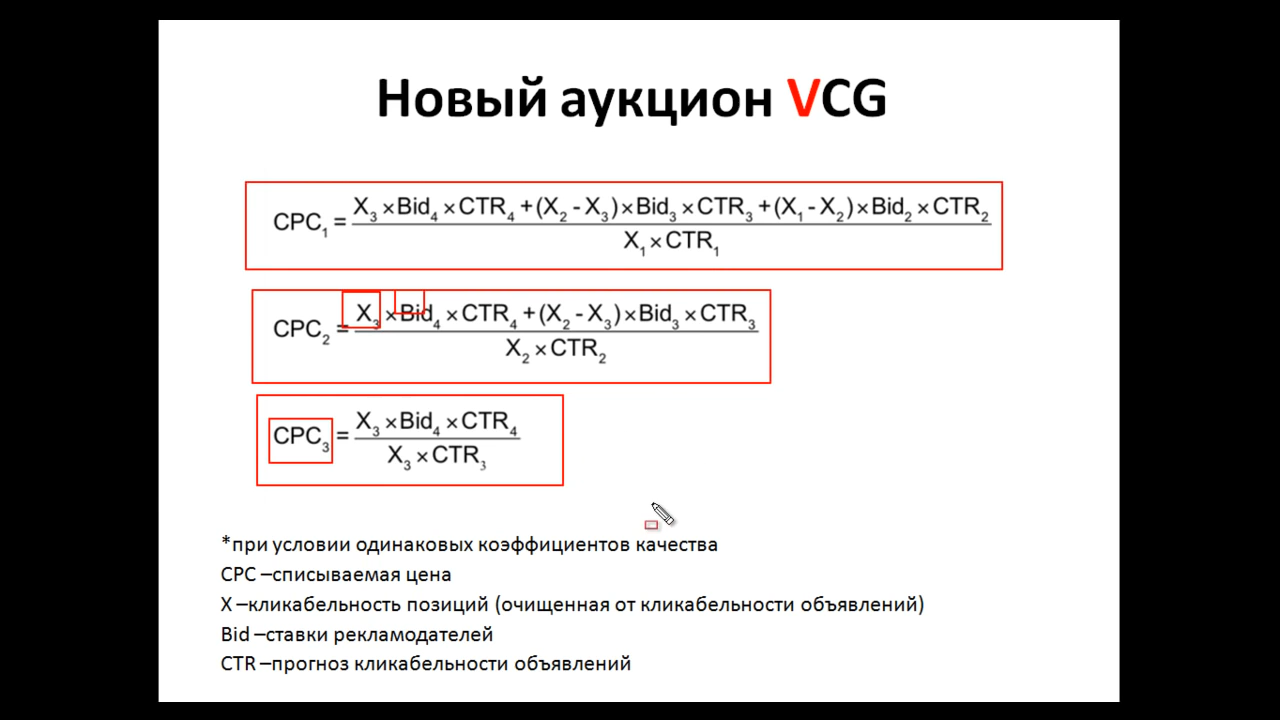 Новый аукцион VCG
CPC₁ = (X₃ × Bid₄ × CTR₄ + (X₂ - X₃) × Bid₃ × CTR₃ + (X₁ - X₂) × Bid₂ × CTR₂) / (X₁ × CTR₁)
CPC₂ = (X₃ × Bid₄ × CTR₄ + (X₂ - X₃) × Bid₃ × CTR₃) / (X₂ × CTR₂)
CPC₃ = (X₃ × Bid₄ × CTR₄) / (X₃ × CTR₃)
*при условии одинаковых коэффициентов качества
CPC –списываемая цена
X –кликабельность позиций (очищенная от кликабельности объявлений)
Bid –ставки рекламодателей
CTR –прогноз кликабельности объявлений